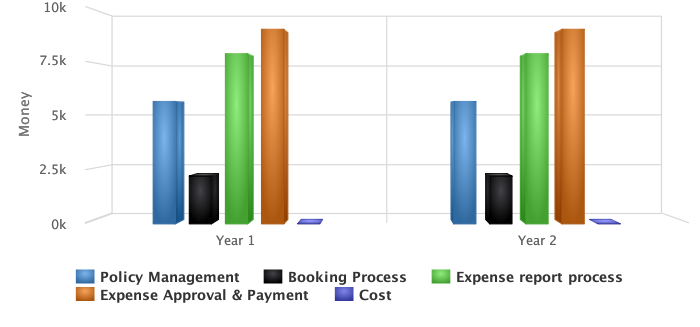 10k
7.5k
5k
2.5k
0k
Money
Year 1
Year 2
Policy Management
Booking Process
Expense report process
Expense Approval & Payment
Cost